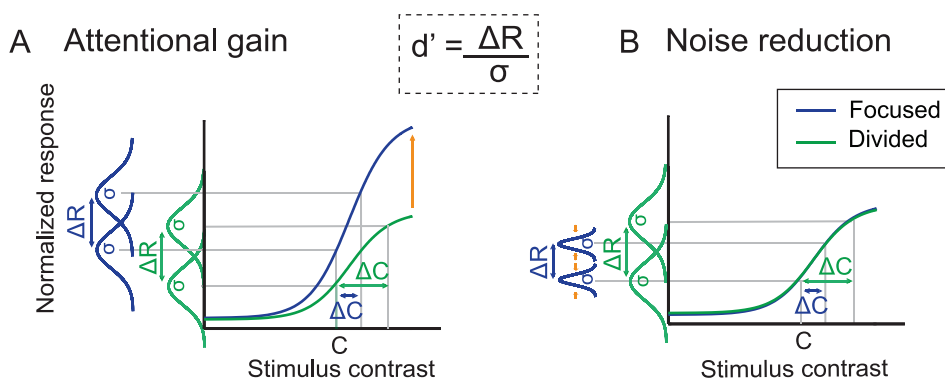 A Attentional gain
d' = ΔR
σ
B Noise reduction
Focused
Divided
Normalized response
σ
ΔR
σ
σ
ΔR
σ
ΔC
ΔC
C
Stimulus contrast
σ
ΔR
σ
σ
ΔR
σ
ΔC
ΔC
C
Stimulus contrast